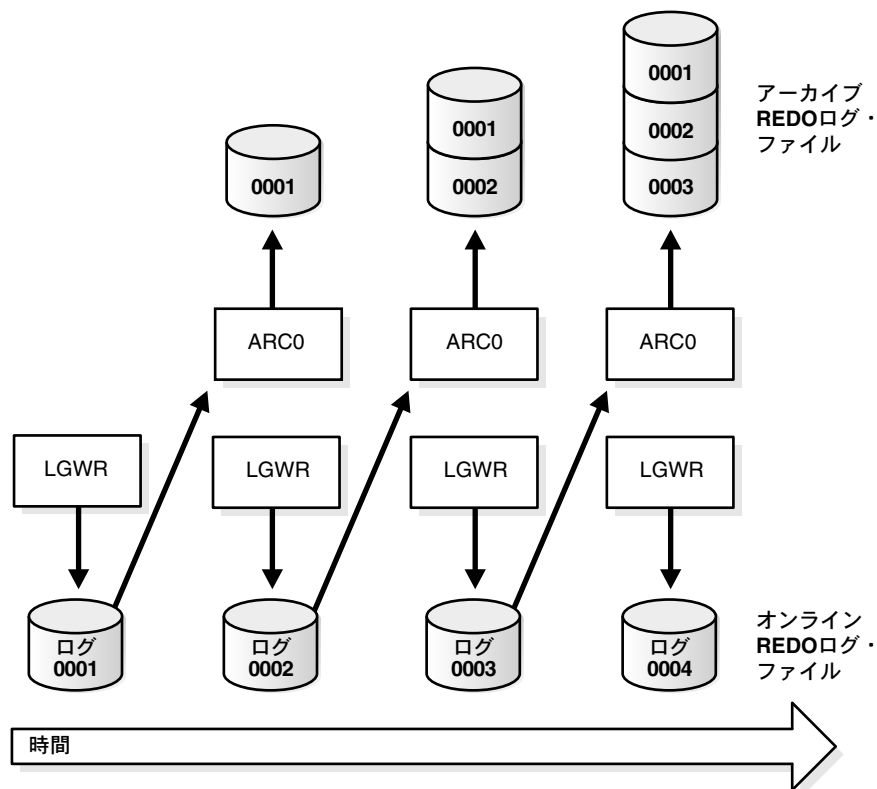 0001
0001
0002
0001
0002
0003
アーカイブ
REDOログ・
ファイル
ARC0
ARC0
ARC0
LGWR
LGWR
LGWR
LGWR
ログ
0001
ログ
0002
ログ
0003
ログ
0004
オンライン
REDOログ・
ファイル
時間